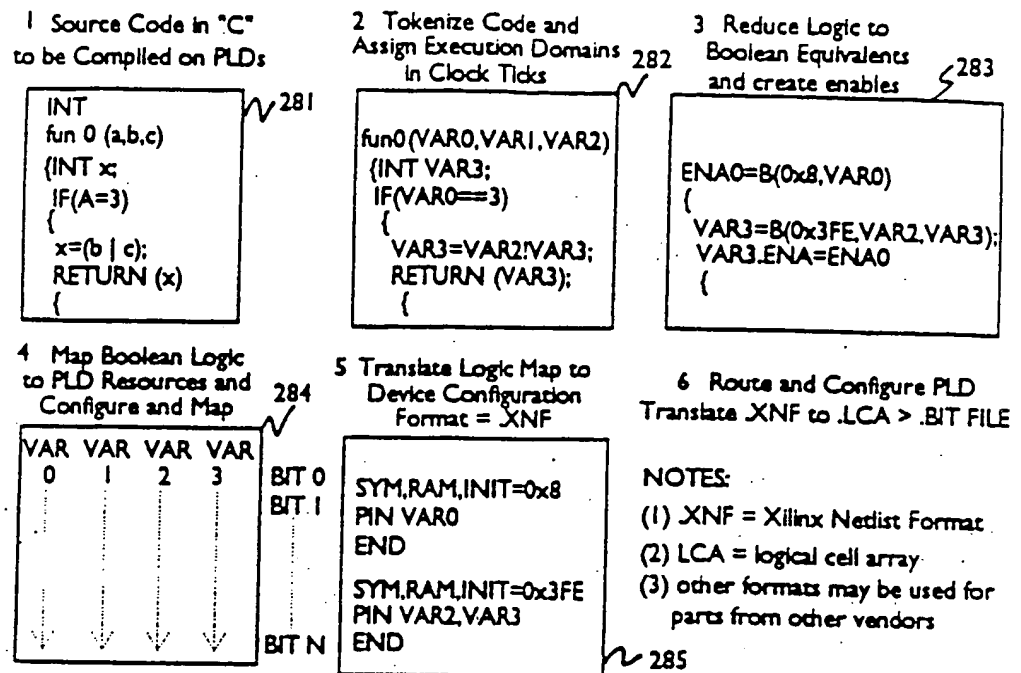 1 Source Code in "C"
to be Compiled on PLDs
281
INT
fun 0 (a,b,c)
{INT x;
IF(A=3)
{
x=(b | c);
RETURN (x)
{
2 Tokenize Code and
Assign Execution Domains
in Clock Ticks
282
fun0(VAR0,VAR1,VAR2)
{INT VAR3;
IF(VAR0==3)
{
VAR3=VAR2!VAR3;
RETURN (VAR3);
{
3 Reduce Logic to
Boolean Equivalents
and create enables
283
ENA0=B(0x8,VAR0)
{
VAR3=B(0x3FE,VAR2,VAR3);
VAR3.ENA=ENA0
{
4 Map Boolean Logic
to PLD Resources and
Configure and Map
284
VAR VAR VAR VAR
0 1 2 3
BIT 0
BIT 1
BIT N
5 Translate Logic Map to
Device Configuration
Format = .XNF
SYM,RAM,INIT=0x8
PIN VAR0
END
SYM,RAM,INIT=0x3FE
PIN VAR2,VAR3
END
285
6 Route and Configure PLD
Translate .XNF to .LCA > .BIT FILE
NOTES:
(1) .XNF = Xilinx Netlist Format
(2) LCA = logical cell array
(3) other formats may be used for
parts from other vendors